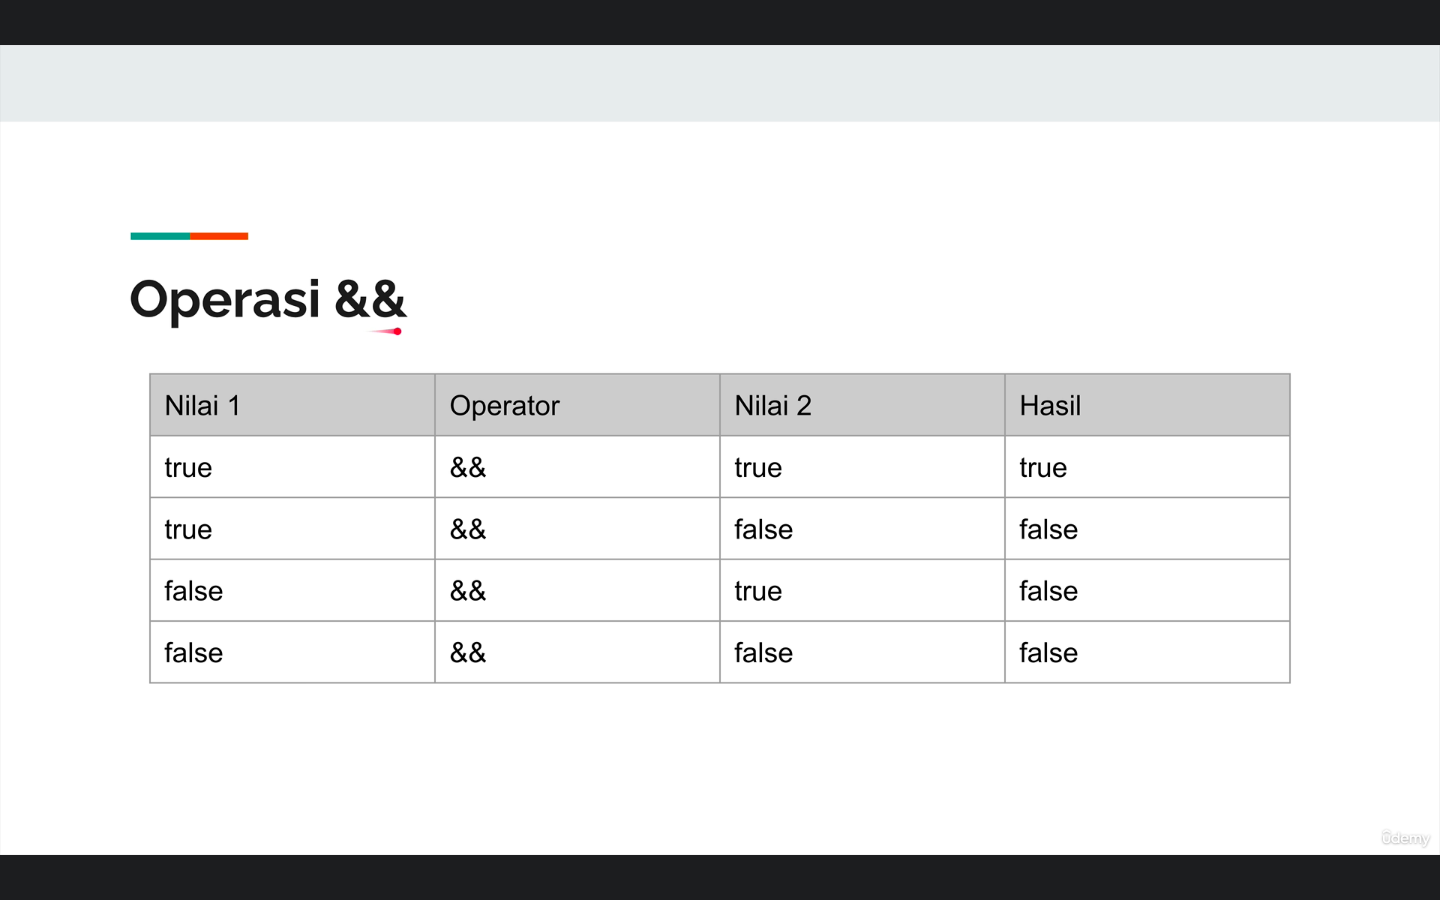 Operasi &&
Nilai 1 Operator Nilai 2 Hasil
true && true true
true && false false
false && true false
false && false false
ûdemy